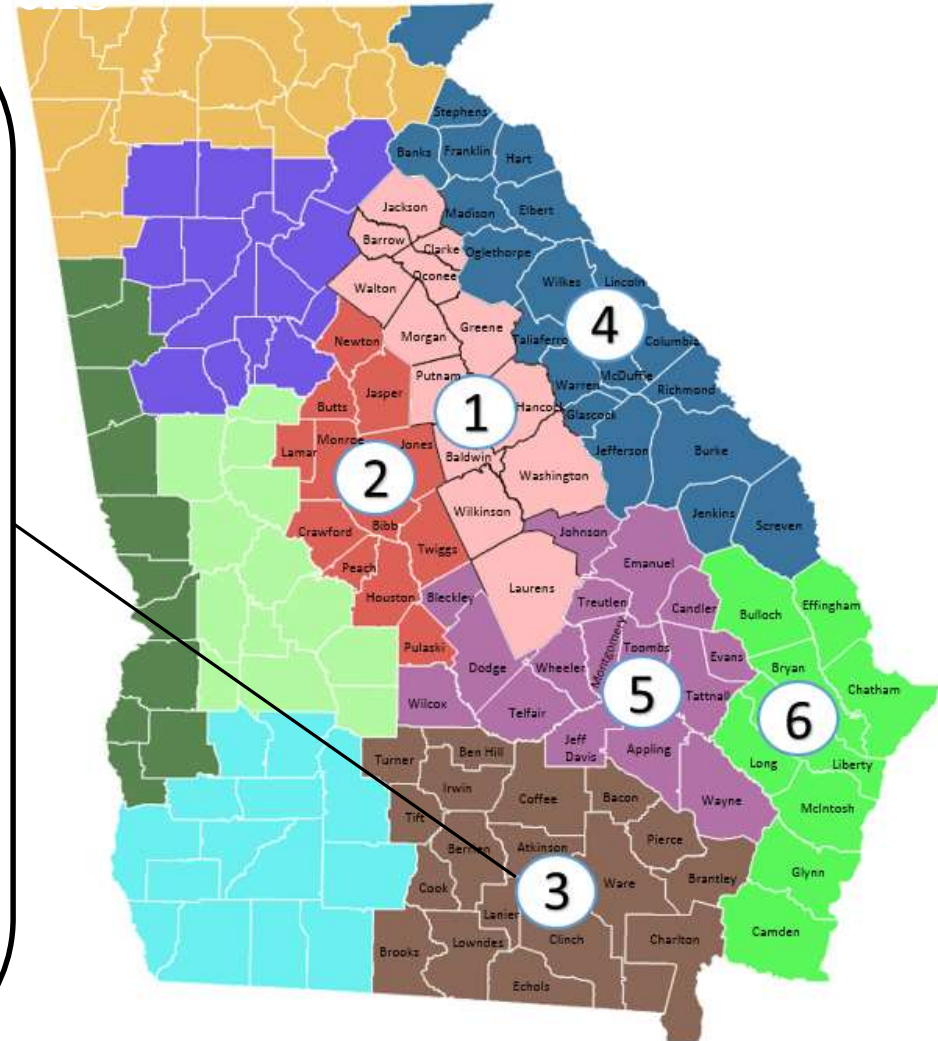 Stephens
Banks Franklin Hart
Jackson Madison Elbert
Barrow Clarke Oglethorpe
Oconee
Walton Wilkes Lincoln
4
Morgan Greene
Newton Taliaferro Columbia
Putnam McDuffie
Jasper Warren Richmond
Butts 1 Hancock
Glascock
Monroe Jones
Lamar Baldwin Jefferson Burke
2 Washington
Wilkinson
Jenkins
Crawford Bibb Johnson Screven
Twiggs
Peach Emanuel
Laurens
Houston Bleckley Treutlen Candler Bulloch Effingham
Pulaski Montgomery Toombs
Evans
Dodge Wheeler Bryan
5 Tattnall Chatham
Wilcox Telfair 6
Jeff
Davis Appling
Turner Ben Hill Long Liberty
Irwin
Coffee Bacon Wayne McIntosh
Tift
Berrien Atkinson Pierce
Glynn
Cook 3 Ware Brantley
Lanier
Brooks Lowndes Clinch Charlton Camden
Echols